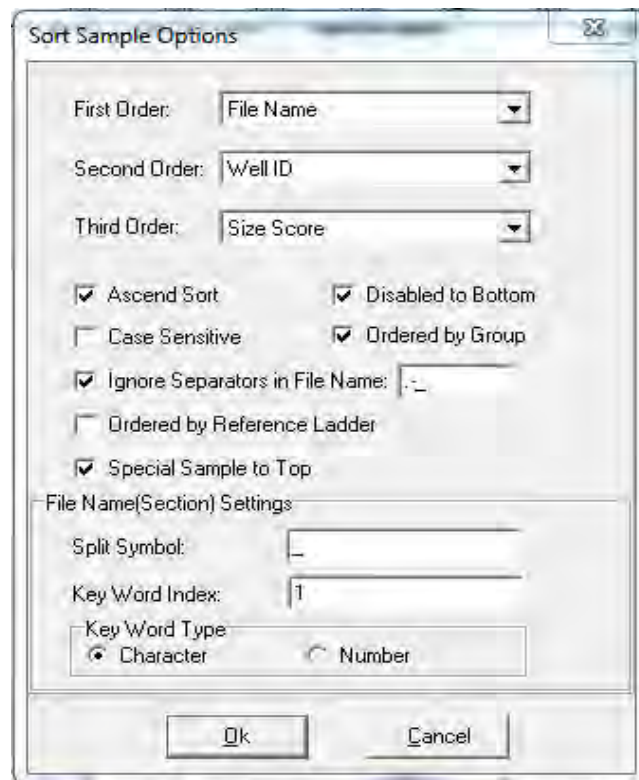 Sort Sample Options
First Order: File Name
Second Order: Well ID
Third Order: Size Score
Ascend Sort Disabled to Bottom
Case Sensitive Ordered by Group
Ignore Separators in File Name: .-_
Ordered by Reference Ladder
Special Sample to Top
File Name(Section) Settings
Split Symbol: _
Key Word Index: 1
Key Word Type
Character Number
Ok Cancel